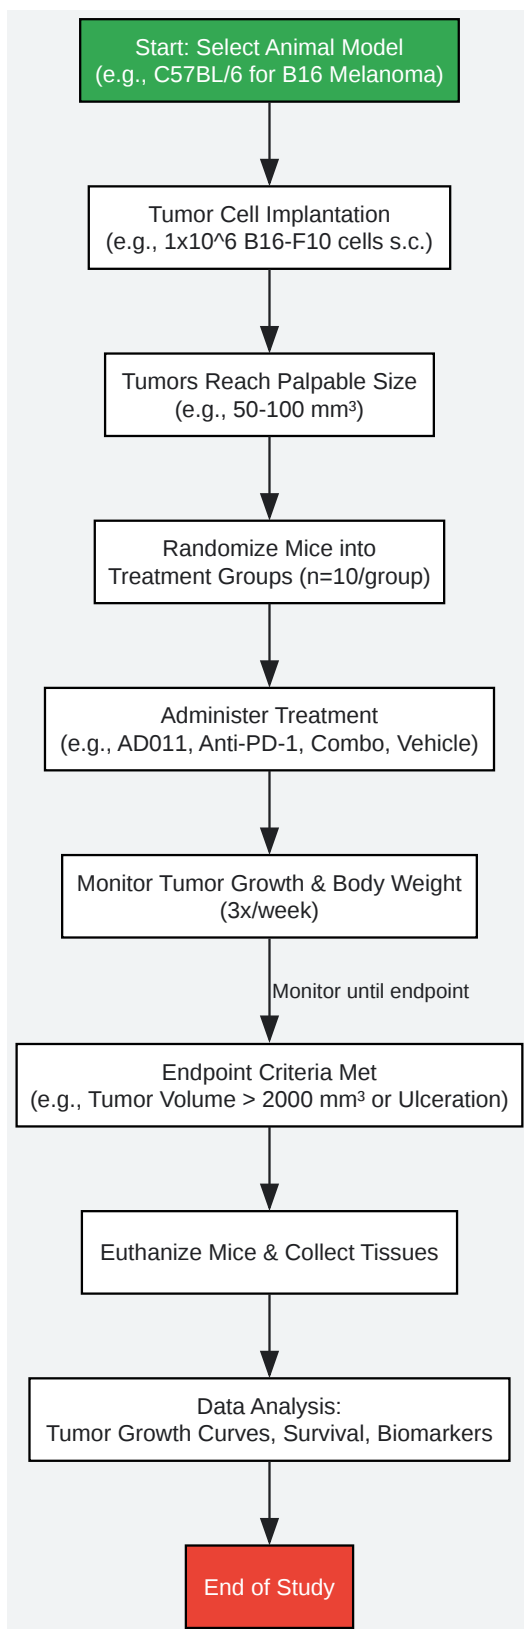 Start: Select Animal Model
(e.g., C57BL/6 for B16 Melanoma)
Tumor Cell Implantation
(e.g., 1x10^6 B16-F10 cells s.c.)
Tumors Reach Palpable Size
(e.g., 50-100 mm³)
Randomize Mice into
Treatment Groups (n=10/group)
Administer Treatment
(e.g., AD011, Anti-PD-1, Combo, Vehicle)
Monitor Tumor Growth & Body Weight
(3x/week)
Monitor until endpoint
Endpoint Criteria Met
(e.g., Tumor Volume > 2000 mm³ or Ulceration)
Euthanize Mice & Collect Tissues
Data Analysis:
Tumor Growth Curves, Survival, Biomarkers
End of Study